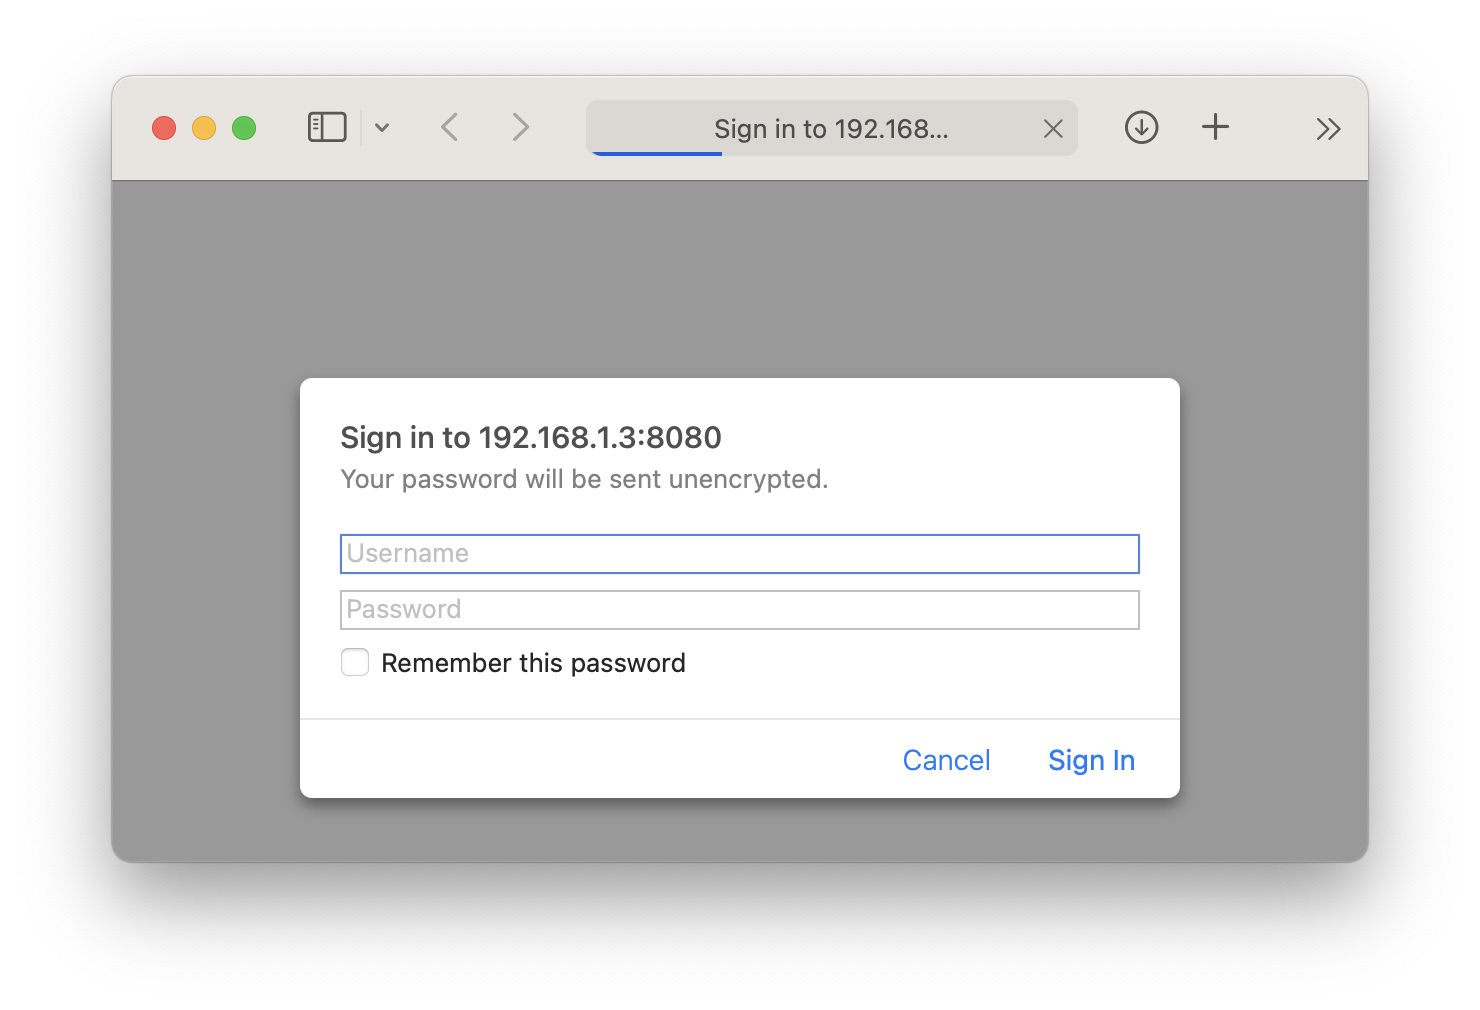 Sign in to 192.168...
Sign in to 192.168.1.3:8080
Your password will be sent unencrypted.
Username
Password
Remember this password
Cancel Sign In